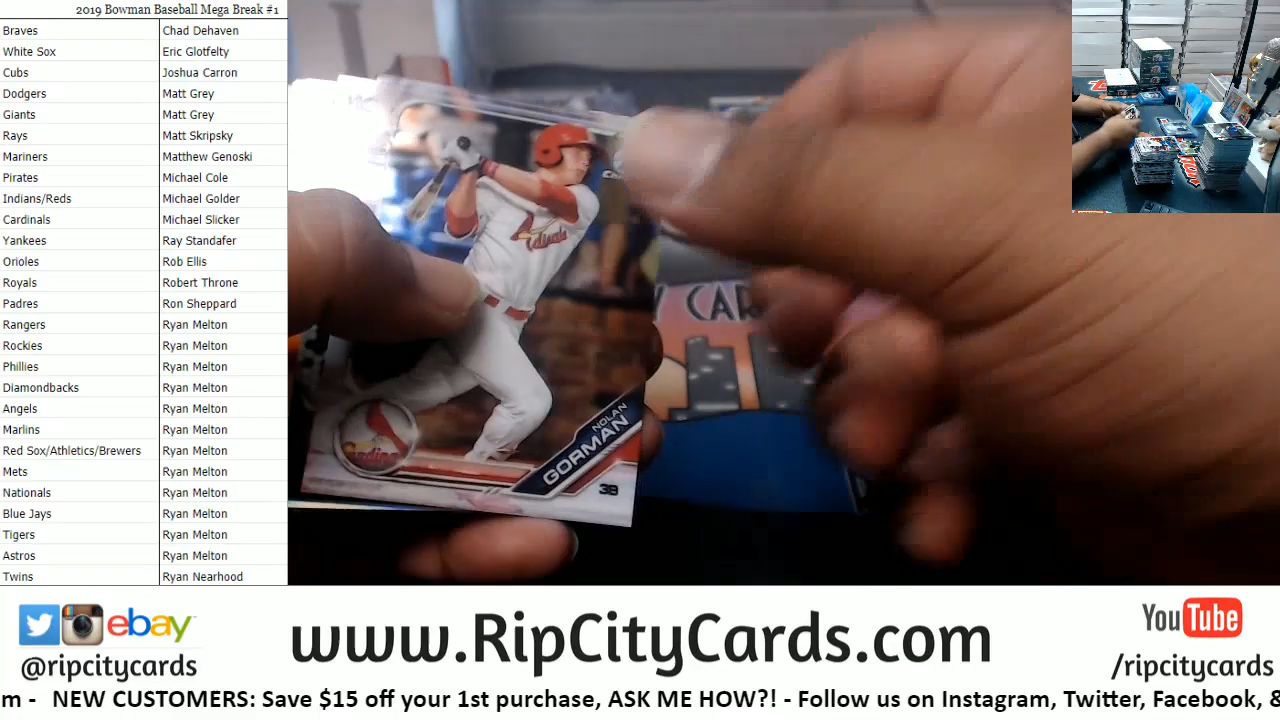 2019 Bowman Baseball Mega Break #1
Braves Chad Dehaven
White Sox Eric Glotfelty
Cubs Joshua Carron
Dodgers Matt Grey
Giants Matt Grey
Rays Matt Skripsky
Mariners Matthew Genoski
Pirates Michael Cole
Indians/Reds Michael Golder
Cardinals Michael Slicker
Yankees Ray Standafer
Orioles Rob Ellis
Royals Robert Throne
Padres Ron Sheppard
Rangers Ryan Melton
Rockies Ryan Melton
Phillies Ryan Melton
Diamondbacks Ryan Melton
Angels Ryan Melton
Marlins Ryan Melton
Red Sox/Athletics/Brewers Ryan Melton
Mets Ryan Melton
Nationals Ryan Melton
Blue Jays Ryan Melton
Tigers Ryan Melton
Astros Ryan Melton
Twins Ryan Nearhood
Cardinals
NOLAN
GORMAN
3B
Y CAR
ebay
@ripcitycards
www.RipCityCards.com
YouTube
/ripcitycards
m - NEW CUSTOMERS: Save $15 off your 1st purchase, ASK ME HOW?! - Follow us on Instagram, Twitter, Facebook, &